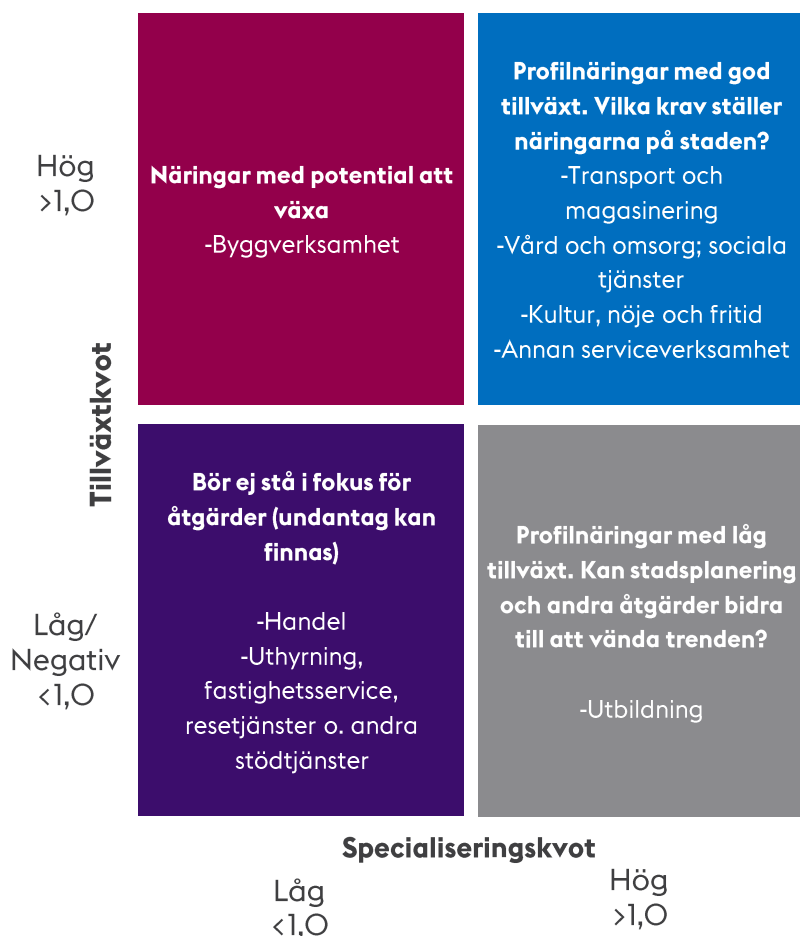 Hög
>1,0
Tillväxtkvot
Låg/
Negativ
<1,0
Näringar med potential att
växa
-Byggverksamhet
Profilnäringar med god
tillväxt. Vilka krav ställer
näringarna på staden?
-Transport och
magasinering
-Vård och omsorg; sociala
tjänster
-Kultur, nöje och fritid
-Annan serviceverksamhet
Bör ej stå i fokus för
åtgärder (undantag kan
finnas)
-Handel
-Uthyrning,
fastighetsservice,
resetjänster o. andra
stödtjänster
Profilnäringar med låg
tillväxt. Kan stadsplanering
och andra åtgärder bidra
till att vända trenden?
-Utbildning
Specialiseringskvot
Låg
<1,0
Hög
>1,0